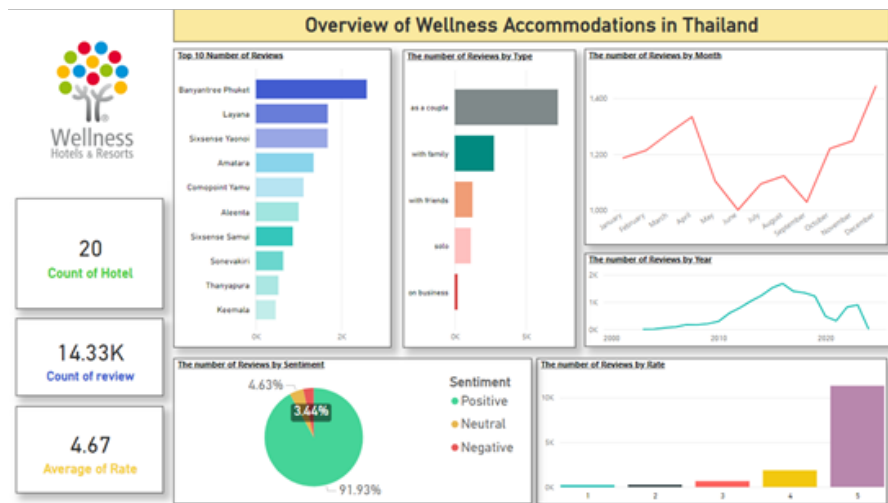 Overview of Wellness Accommodations in Thailand
Wellness
Hotels & Resorts
20
Count of Hotel
14.33K
Count of review
4.67
Average of Rate
Top 10 Number of Reviews
Banyantree Phuket
Layana
Sixsense Yaonoi
Amatara
Comopoint Yamu
Aleenta
Sixsense Samui
Sonevakiri
Thanyapura
Keemala
0K
2K
The number of Reviews by Type
as a couple
with family
with friends
solo
on business
0K
5K
The number of Reviews by Month
1,400
1,200
1,000
January
February
March
April
May
June
July
August
September
October
November
December
The number of Reviews by Year
2K
1K
0K
2000
2010
2020
The number of Reviews by Sentiment
4.63%
3.44%
91.93%
Sentiment
Positive
Neutral
Negative
The number of Reviews by Rate
10K
5K
0K
1
2
3
4
5